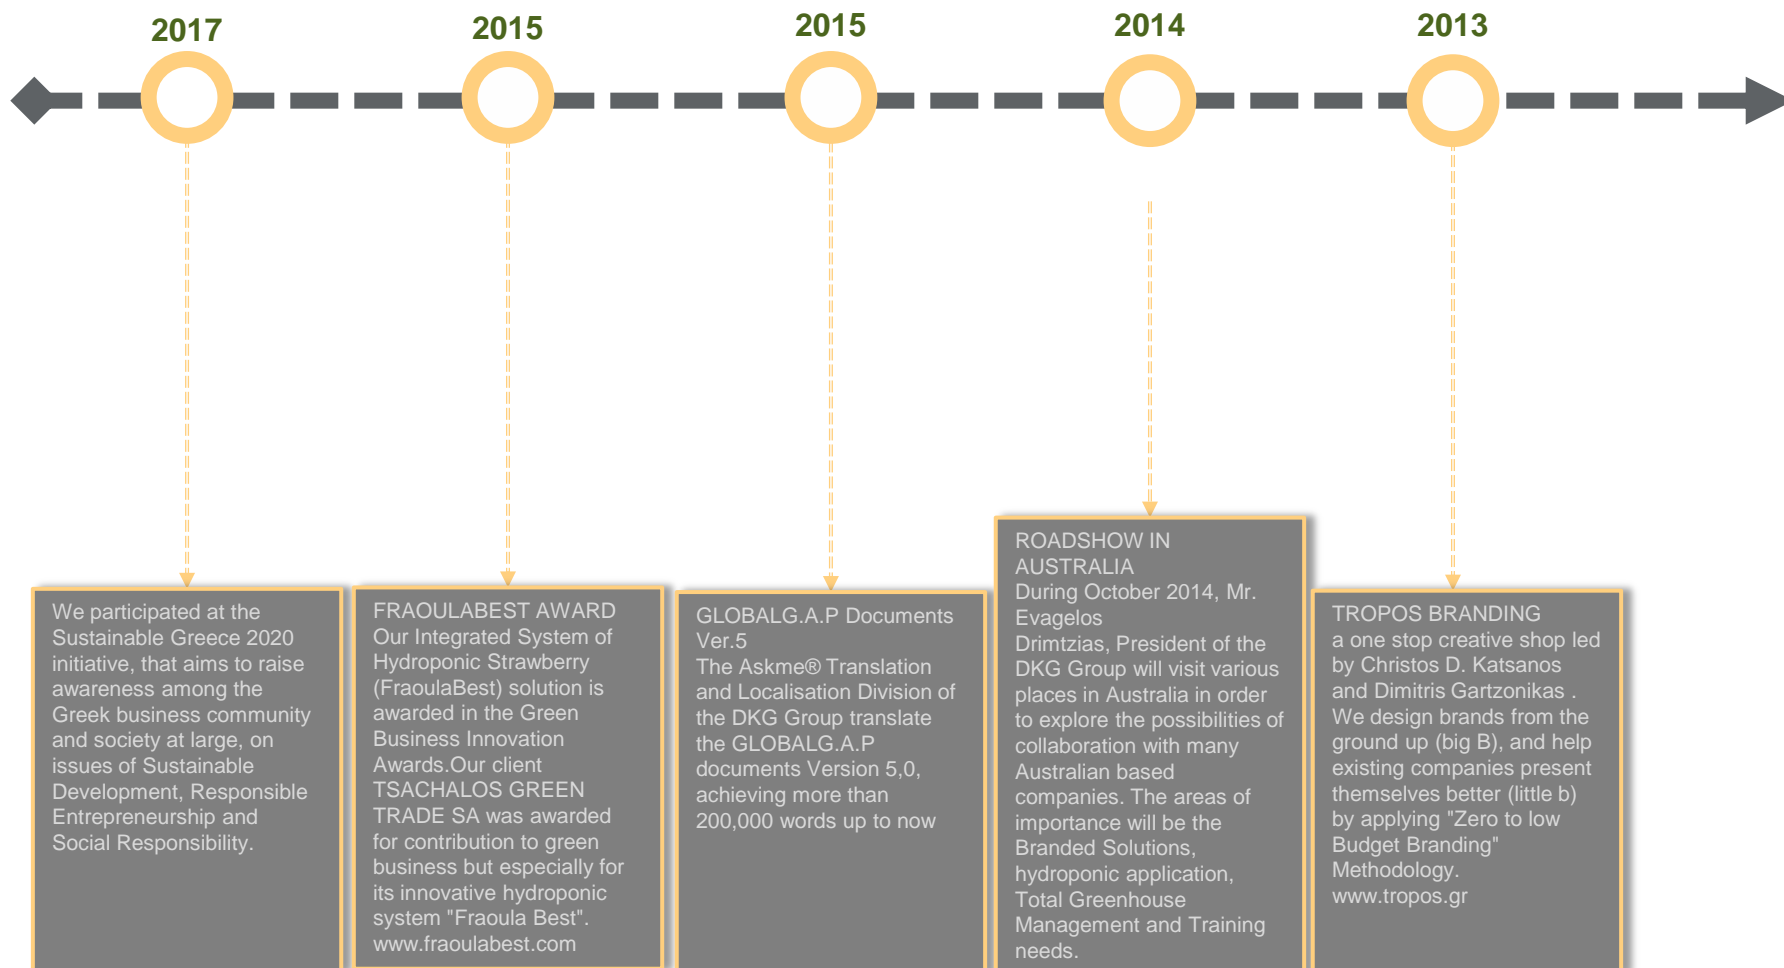 2017
2015
2015
2014
2013
We participated at the
Sustainable Greece 2020
initiative, that aims to raise
awareness among the
Greek business community
and society at large, on
issues of Sustainable
Development, Responsible
Entrepreneurship and
Social Responsibility.
FRAOULABEST AWARD
Our Integrated System of
Hydroponic Strawberry
(FraoulaBest) solution is
awarded in the Green
Business Innovation
Awards.Our client
TSACHALOS GREEN
TRADE SA was awarded
for contribution to green
business but especially for
its innovative hydroponic
system "Fraoula Best".
www.fraoulabest.com
GLOBALG.A.P Documents
Ver.5
The Askme® Translation
and Localisation Division of
the DKG Group translate
the GLOBALG.A.P
documents Version 5,0,
achieving more than
200,000 words up to now
ROADSHOW IN
AUSTRALIA
During October 2014, Mr.
Evagelos
Drimtzias, President of the
DKG Group will visit various
places in Australia in order
to explore the possibilities of
collaboration with many
Australian based
companies. The areas of
importance will be the
Branded Solutions,
hydroponic application,
Total Greenhouse
Management and Training
needs.
TROPOS BRANDING
a one stop creative shop led
by Christos D. Katsanos
and Dimitris Gartzonikas .
We design brands from the
ground up (big B), and help
existing companies present
themselves better (little b)
by applying "Zero to low
Budget Branding"
Methodology.
www.tropos.gr